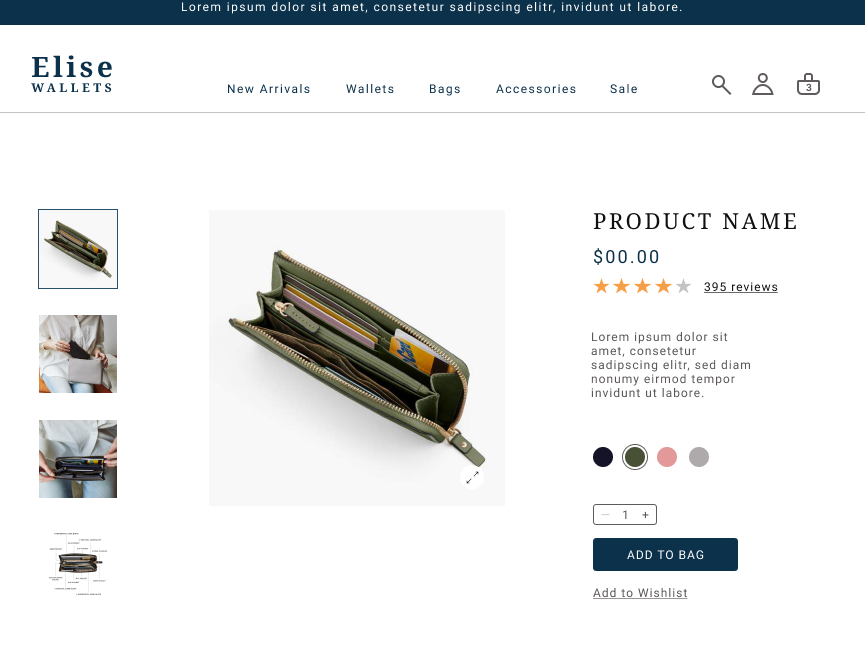 Lorem ipsum dolor sit amet, consetetur sadipscing elitr, invidunt ut labore.
Elise
WALLETS
New Arrivals
Wallets
Bags
Accessories
Sale
3
PRODUCT NAME
$00.00
395 reviews
Lorem ipsum dolor sit
amet, consetetur
sadipscing elitr, sed diam
nonumy eirmod tempor
invidunt ut labore.
− 1 +
ADD TO BAG
Add to Wishlist